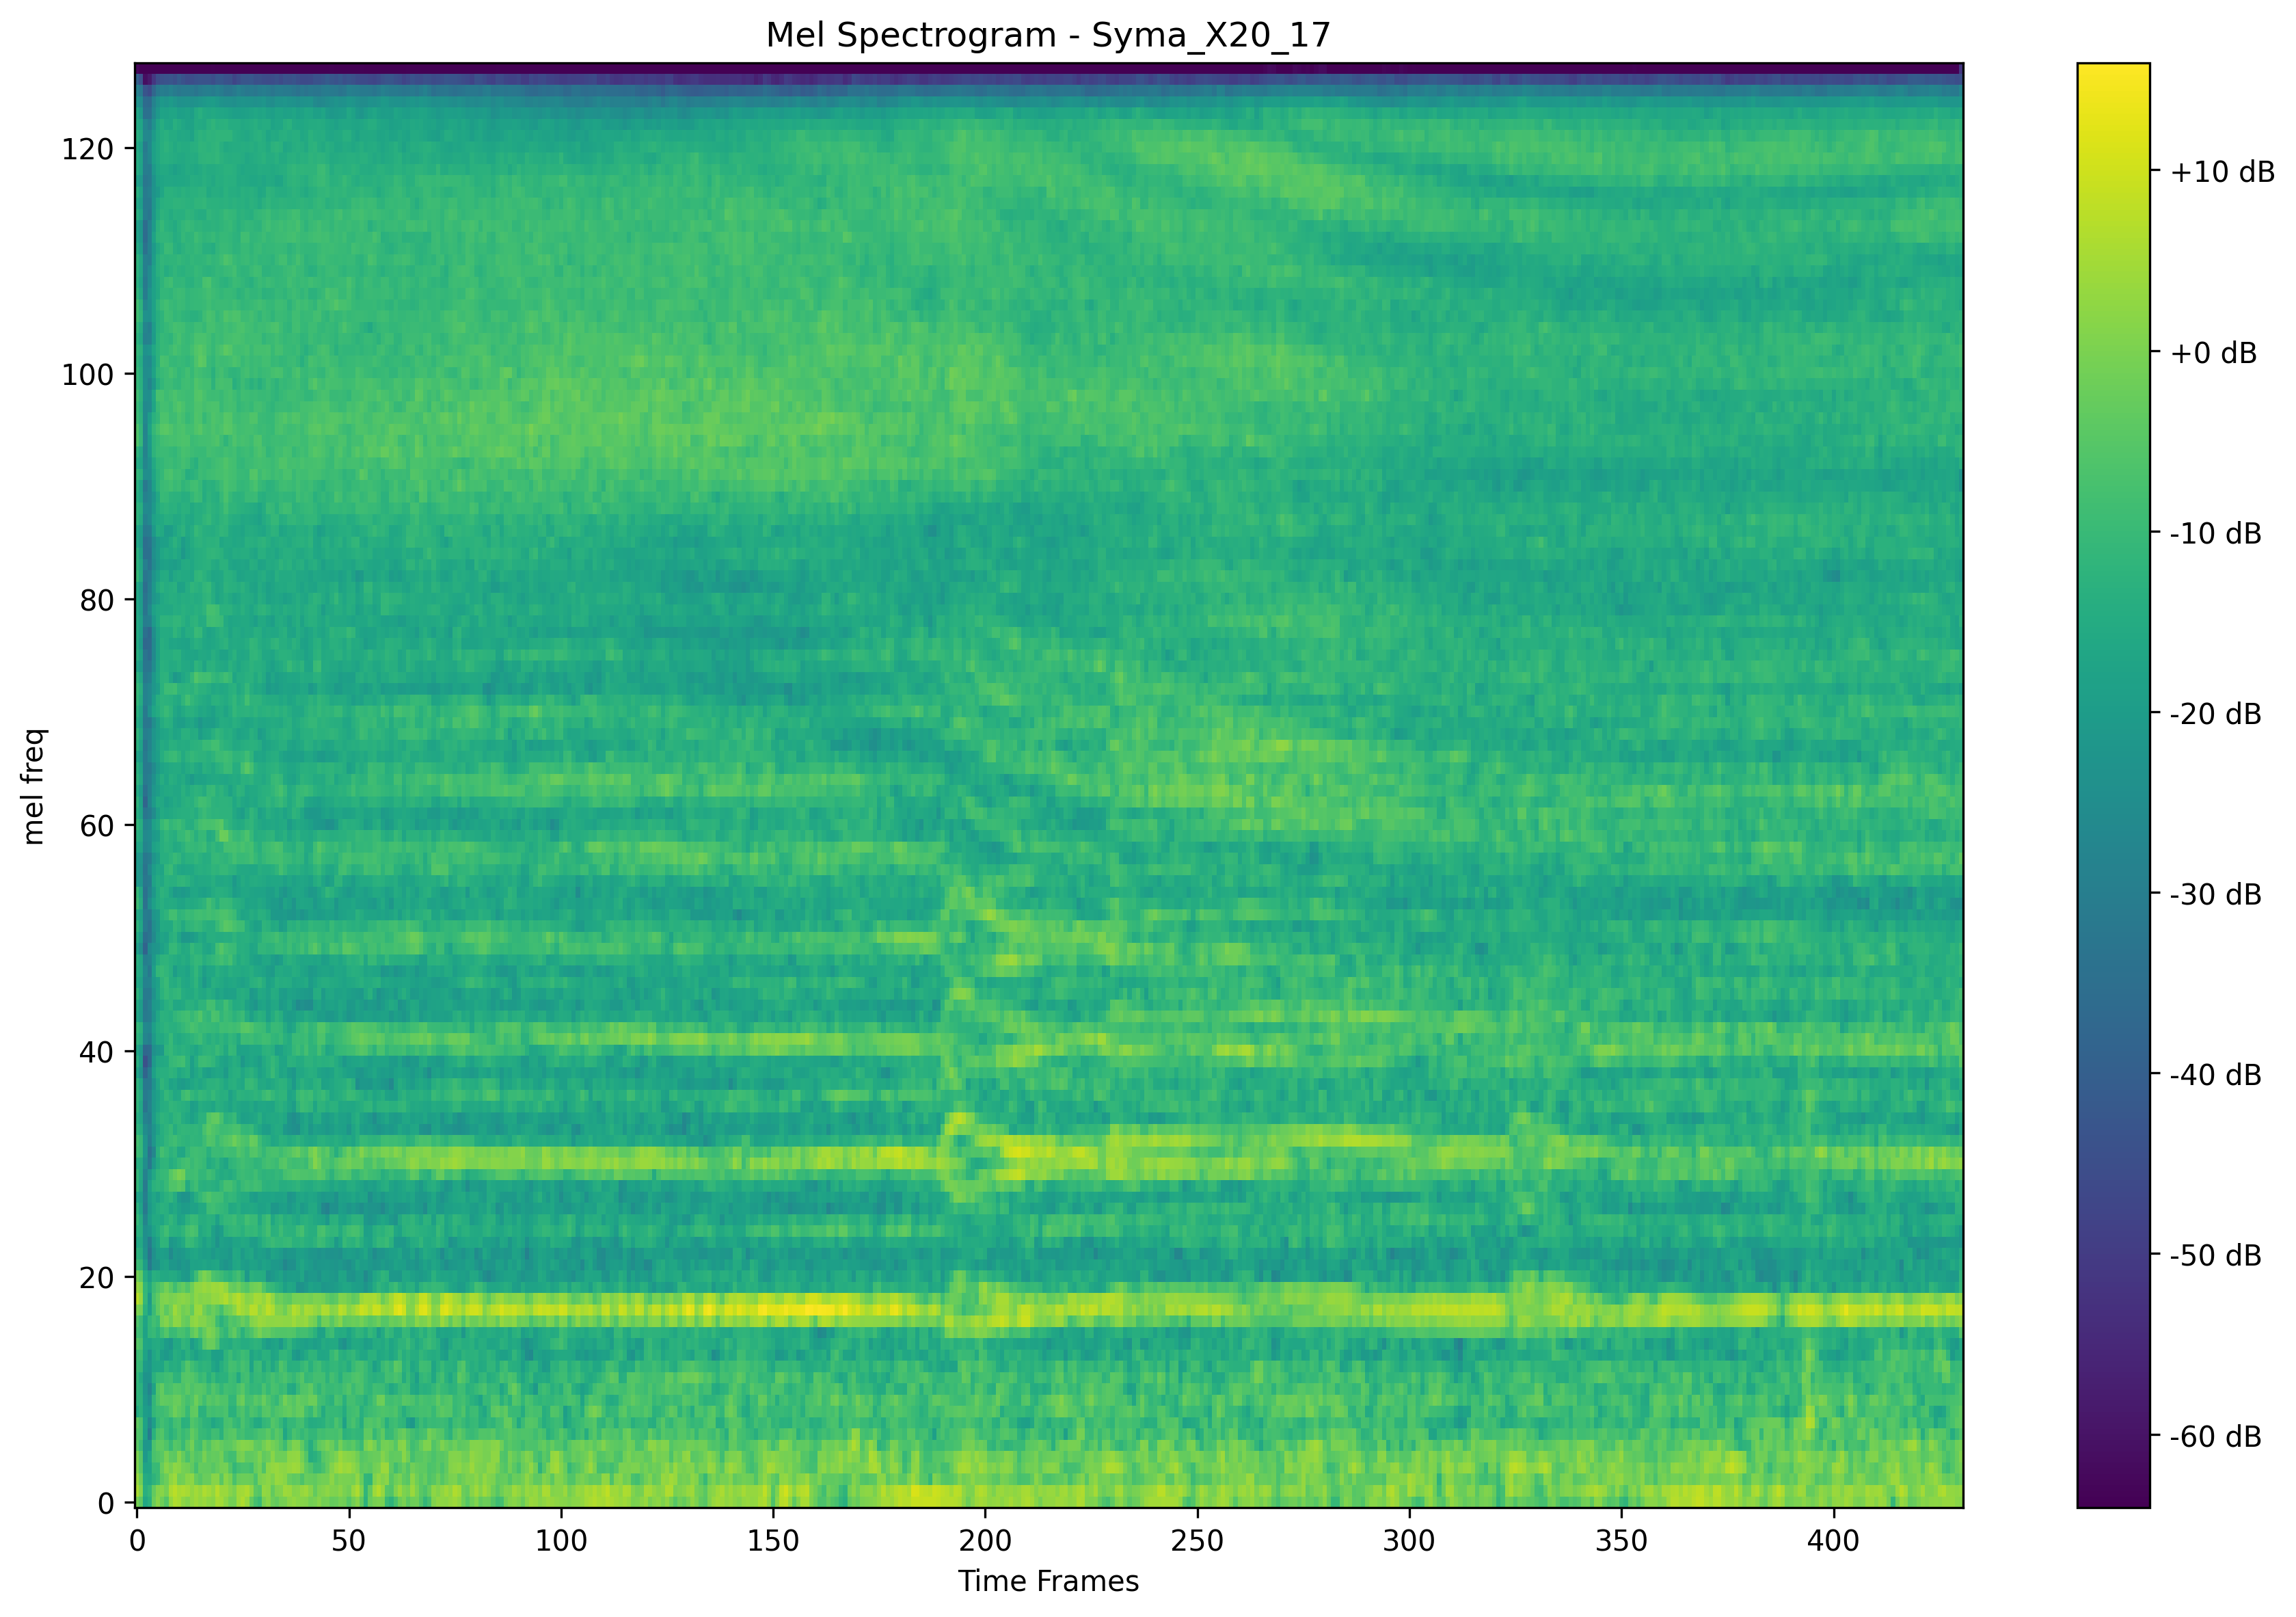 Mel Spectrogram - Syma_X20_17
mel freq
120
100
80
60
40
20
0
0 50 100 150 200 250 300 350 400
Time Frames
+10 dB
+0 dB
-10 dB
-20 dB
-30 dB
-40 dB
-50 dB
-60 dB